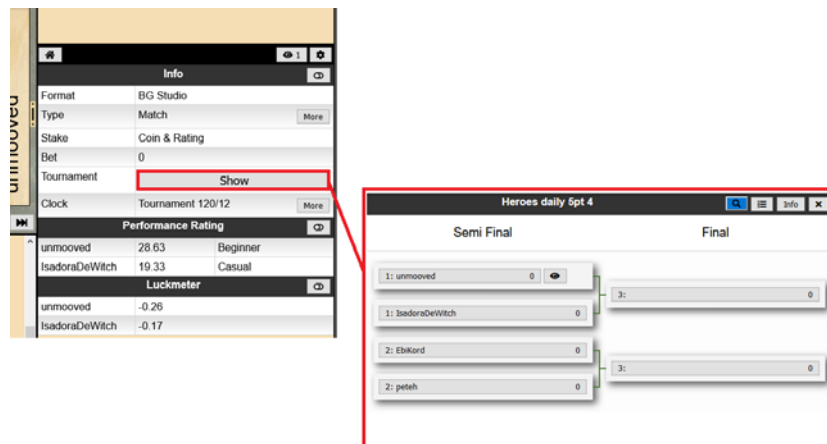 unmooved
1
Info
Format BG Studio
Type Match More
Stake Coin & Rating
Bet 0
Tournament Show
Clock Tournament 120/12 More
Performance Rating
unmooved 28.63 Beginner
IsadoraDeWitch 19.33 Casual
Luckmeter
unmooved -0.26
IsadoraDeWitch -0.17
Heroes daily 5pt 4 Info x
Semi Final Final
1: unmooved 0
3: 0
1: IsadoraDeWitch 0
2: EbiKord 0
3: 0
2: peteh 0